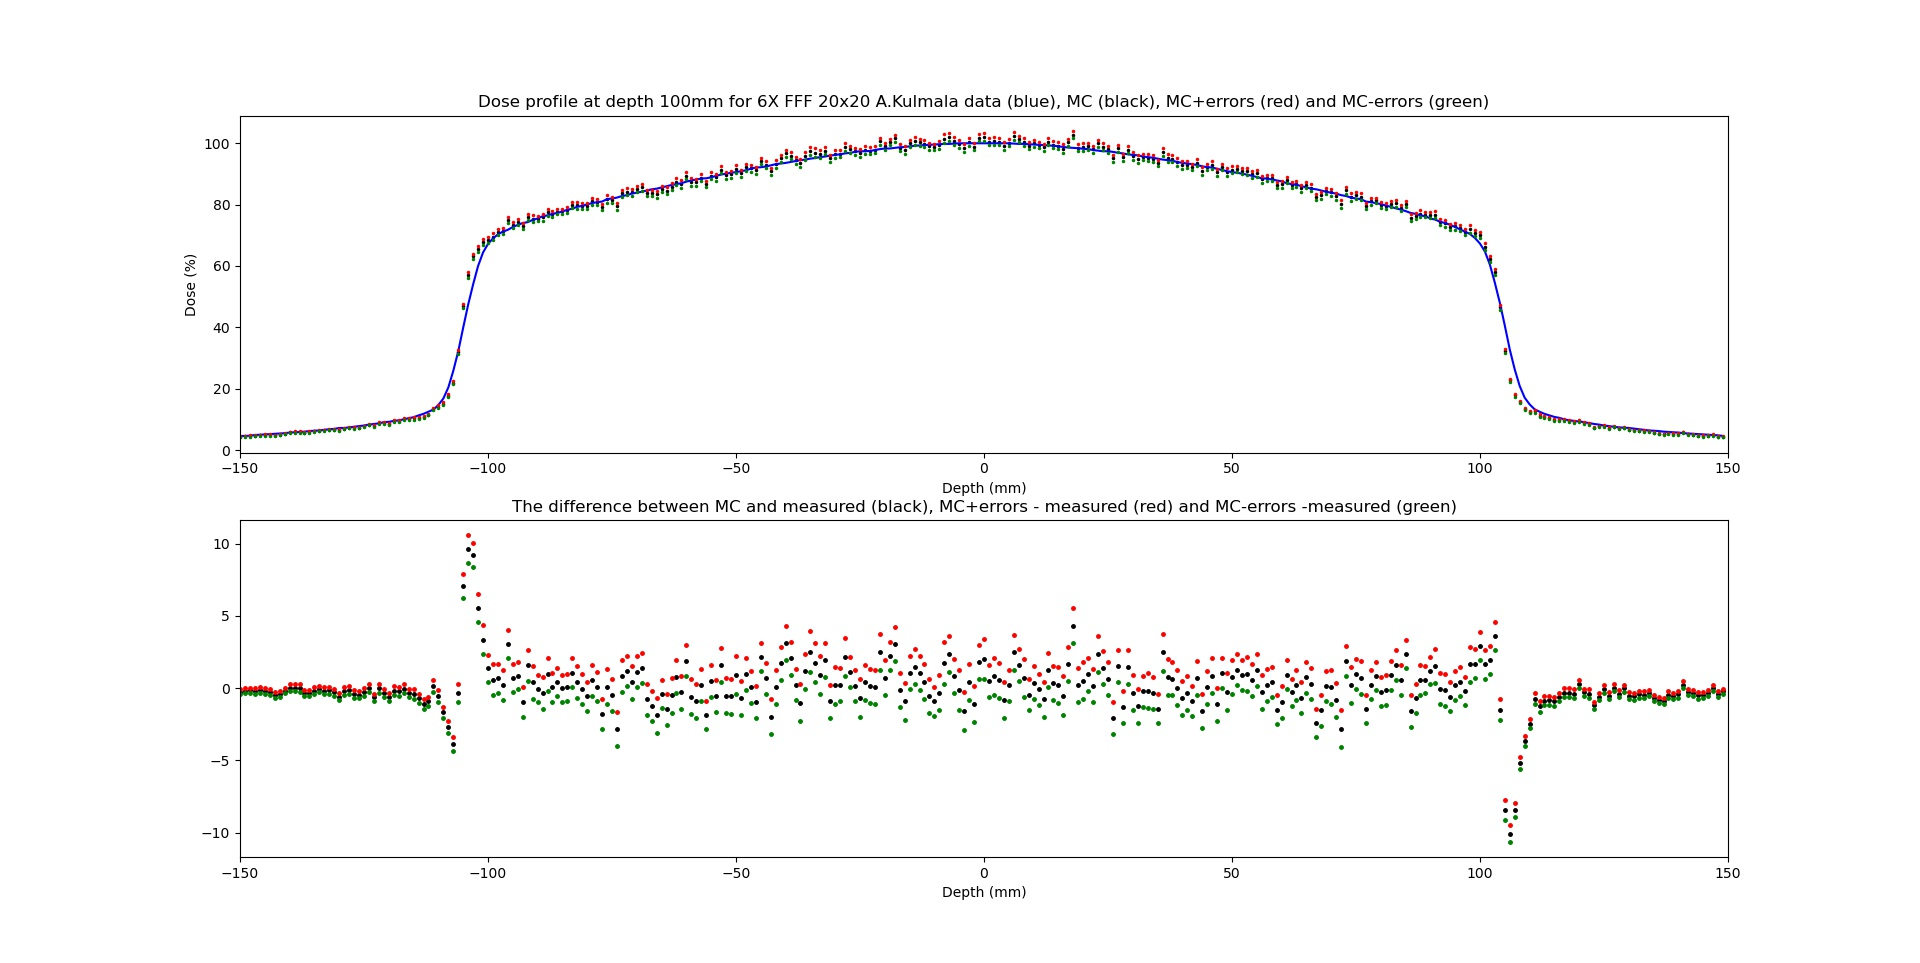 Dose profile at depth 100mm for 6X FFF 20x20 A.Kulmala data (blue), MC (black), MC+errors (red) and MC-errors (green)
100
80
60
40
20
0
Dose (%)
−150 −100 −50 0 50 100 150
Depth (mm)
The difference between MC and measured (black), MC+errors - measured (red) and MC-errors -measured (green)
10
5
0
−5
−10
−150 −100 −50 0 50 100 150
Depth (mm)